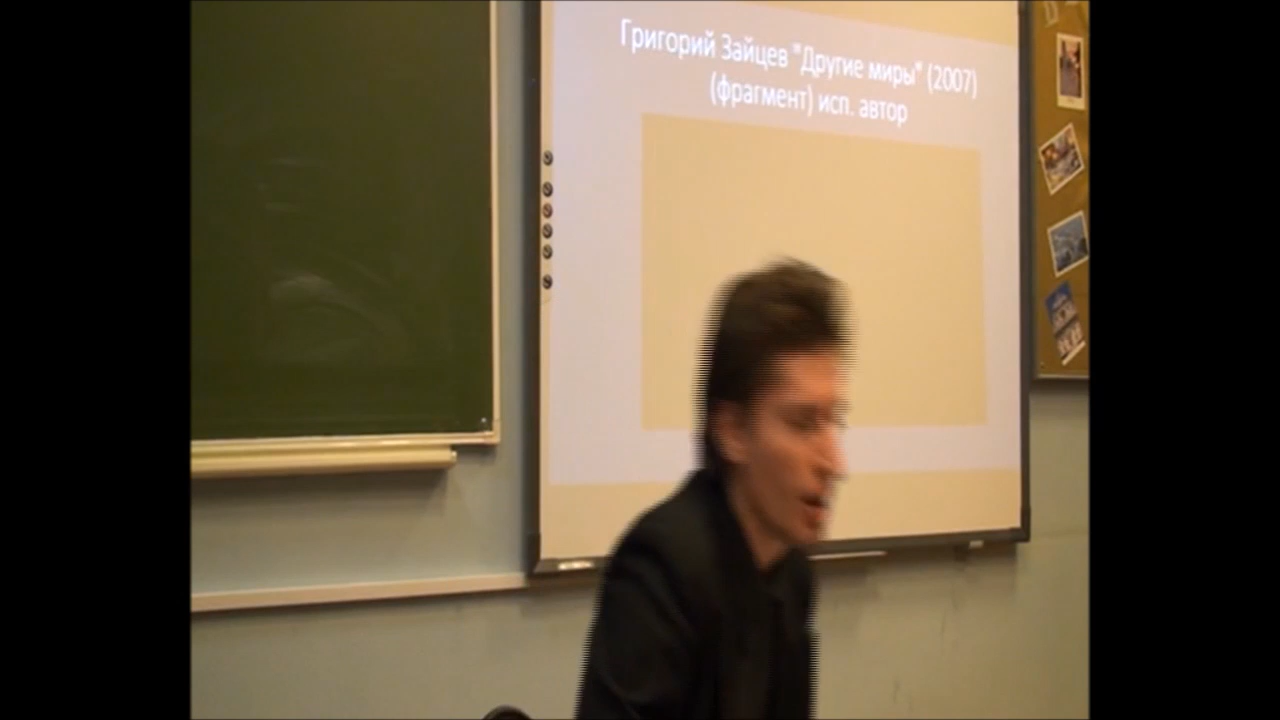 Григорий Зайцев "Другие миры" (2007)
(фрагмент) исп. автор